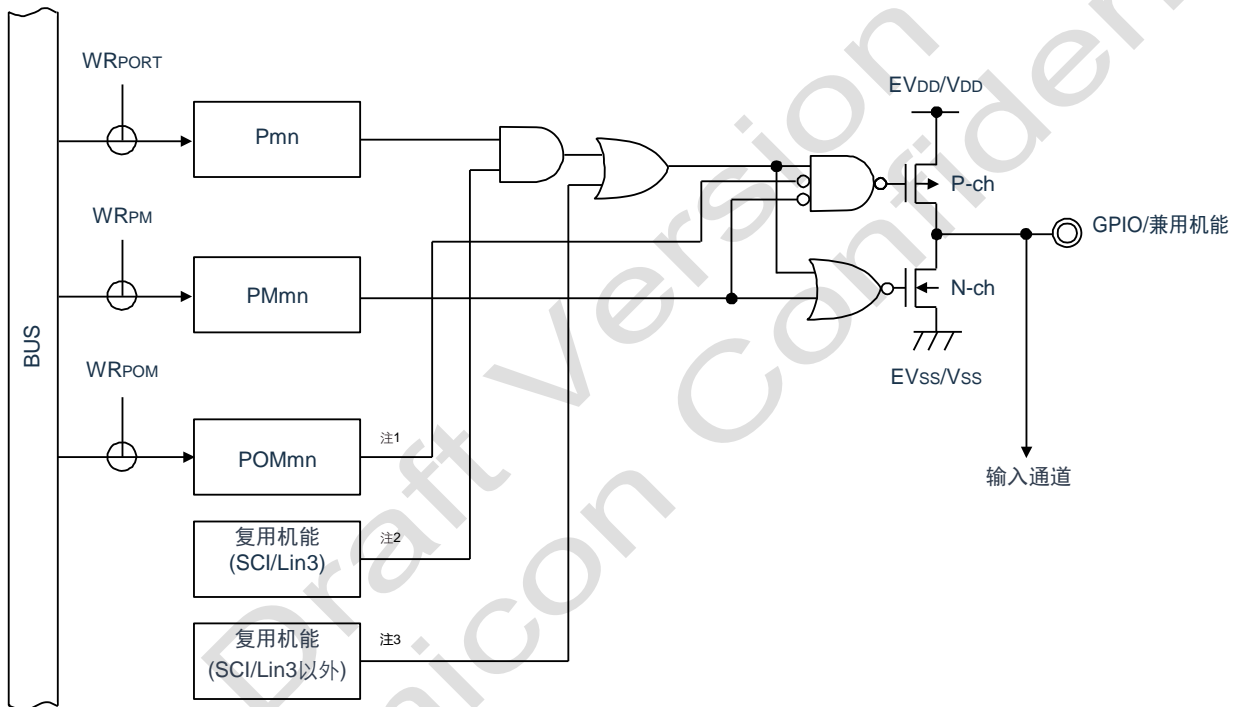 WRPORT
Pmn
EVDD/VDD
P-ch
WRPM
GPIO/兼用机能
PMmn
N-ch
BUS
WRPOM
EVSS/VSS
POMmn
注1
输入通道
复用机能
(SCI/Lin3)
注2
复用机能
(SCI/Lin3以外)
注3
Draft Version